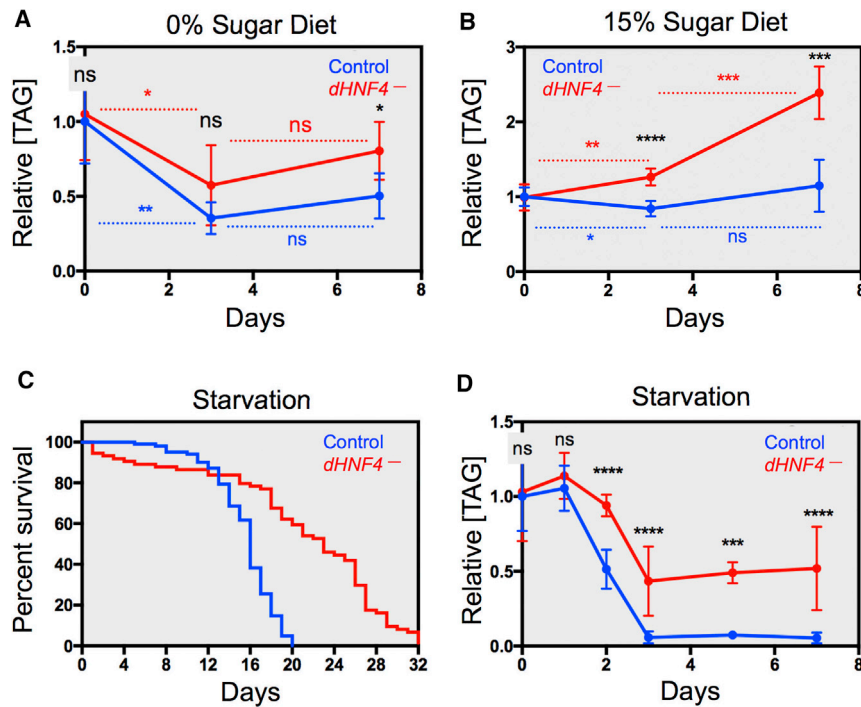 A
0% Sugar Diet
Relative [TAG]
1.5
1.0
0.5
0.0
Control
dHNF4 —
ns
*
ns
ns
*
**
ns
0 2 4 6 8
Days
B
15% Sugar Diet
Relative [TAG]
3
2
1
0
Control
dHNF4 —
***
***
****
**
*
ns
0 2 4 6 8
Days
C
Starvation
Percent survival
100
80
60
40
20
0
Control
dHNF4 —
0 4 8 12 16 20 24 28 32
Days
D
Starvation
Relative [TAG]
1.5
1.0
0.5
0.0
Control
dHNF4 —
ns
ns
****
****
***
****
0 2 4 6 8
Days